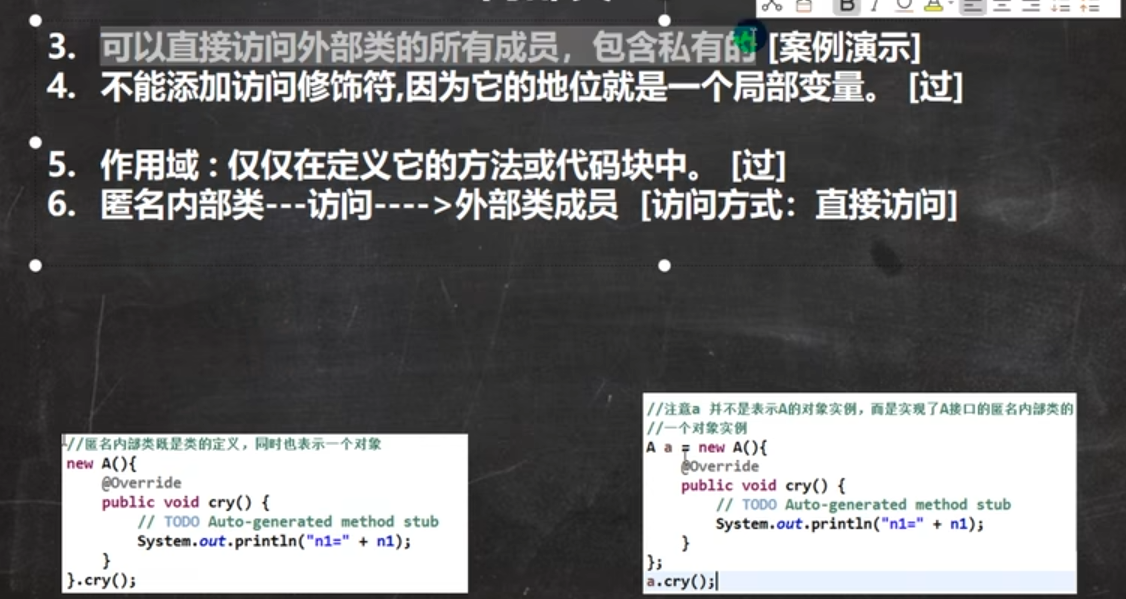 3. 可以直接访问外部类的所有成员，包含私有的 [案例演示]
4. 不能添加访问修饰符,因为它的地位就是一个局部变量。 [过]
5. 作用域：仅仅在定义它的方法或代码块中。 [过]
6. 匿名内部类---访问---->外部类成员 [访问方式：直接访问]
//匿名内部类既是类的定义，同时也表示一个对象
new A(){
@Override
public void cry() {
// TODO Auto-generated method stub
System.out.println("n1=" + n1);
}
}.cry();
//注意a 并不是表示A的对象实例，而是实现了A接口的匿名内部类的
//一个对象实例
A a = new A(){
@Override
public void cry() {
// TODO Auto-generated method stub
System.out.println("n1=" + n1);
}
};
a.cry();